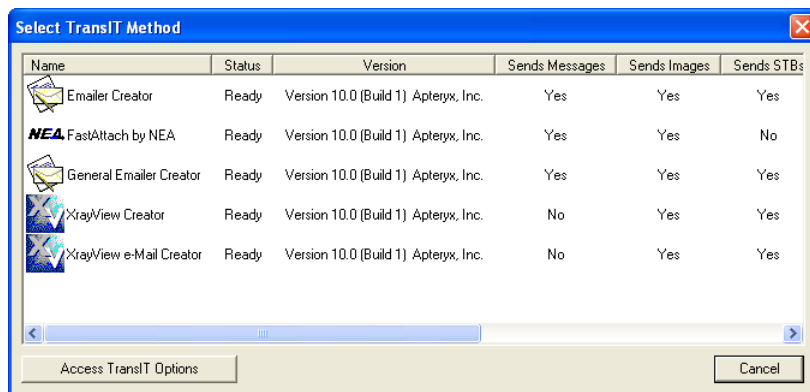 Select TransIT Method
Name Status Version Sends Messages Sends Images Sends STBs
Emailer Creator Ready Version 10.0 (Build 1) Apteryx, Inc. Yes Yes Yes
NEA. FastAttach by NEA Ready Version 10.0 (Build 1) Apteryx, Inc. Yes Yes No
General Emailer Creator Ready Version 10.0 (Build 1) Apteryx, Inc. Yes Yes Yes
XV XrayView Creator Ready Version 10.0 (Build 1) Apteryx, Inc. No Yes Yes
XV XrayView e-Mail Creator Ready Version 10.0 (Build 1) Apteryx, Inc. No Yes Yes
Access TransIT Options Cancel